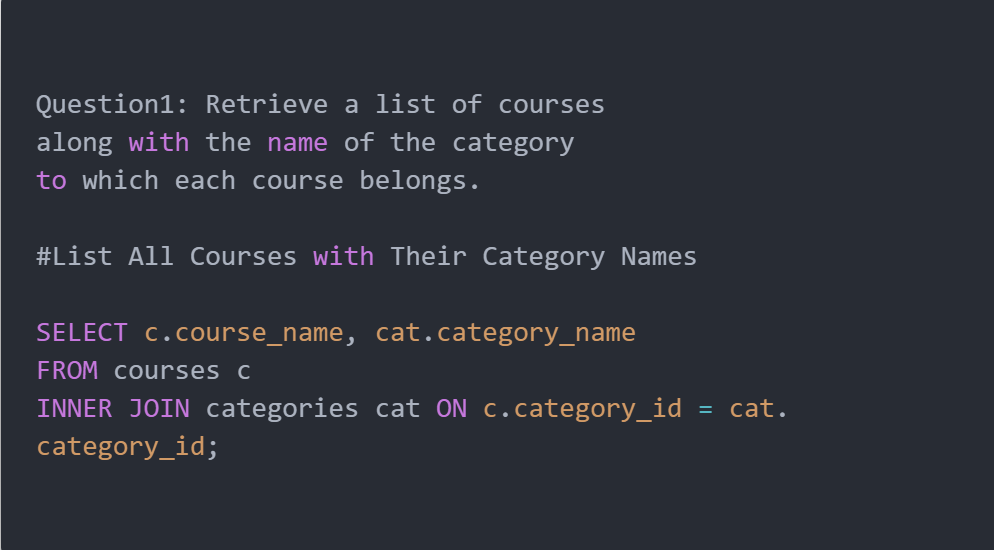 Question1: Retrieve a list of courses
along with the name of the category
to which each course belongs.
#List All Courses with Their Category Names
SELECT c.course_name, cat.category_name
FROM courses c
INNER JOIN categories cat ON c.category_id = cat.
category_id;